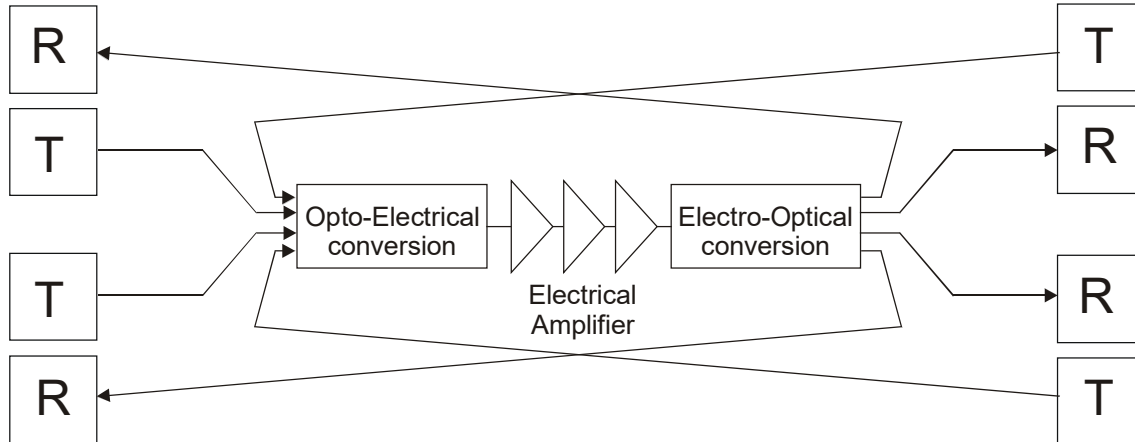 R
T
T
R
T
R
Opto-Electrical
conversion
Electro-Optical
conversion
Electrical
Amplifier
T
R
R
T